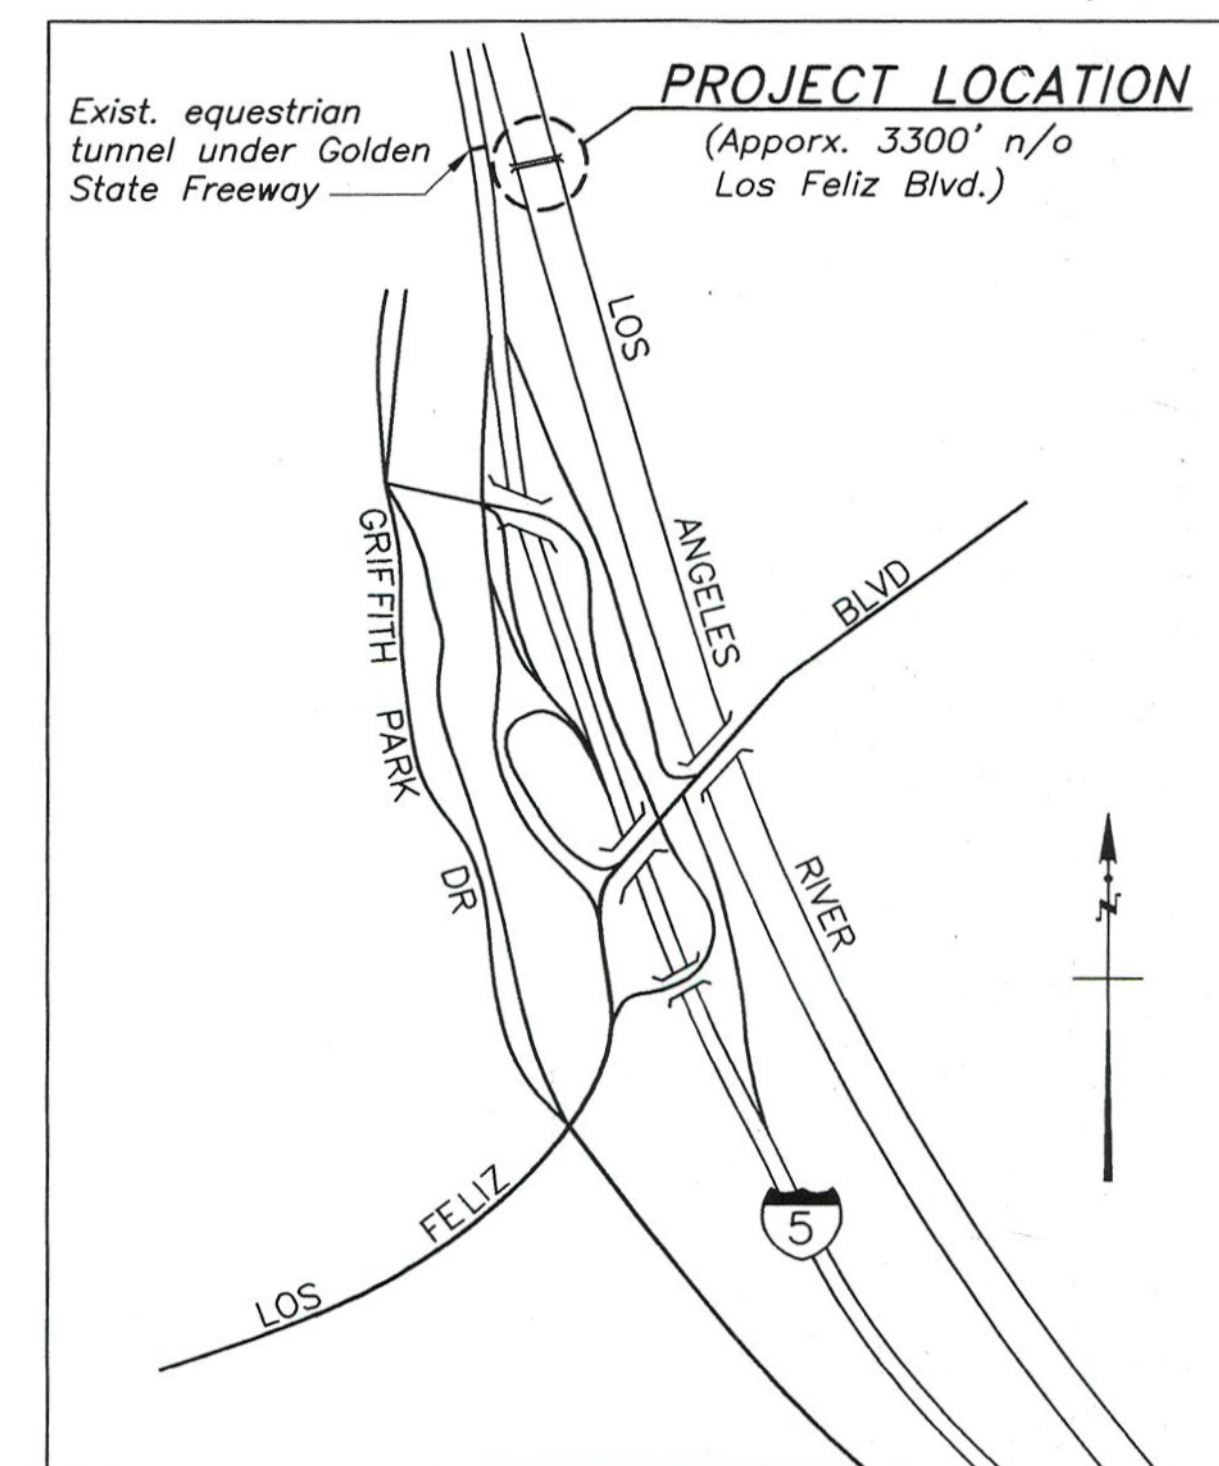 PROJECT LOCATION
(Apporx. 3300' n/o
Los Feliz Blvd.)
Exist. equestrian
tunnel under Golden
State Freeway
LOS
ANGELES
RIVER
BLVD
GRIFFITH
PARK
DR
N
5
FELIZ
LOS